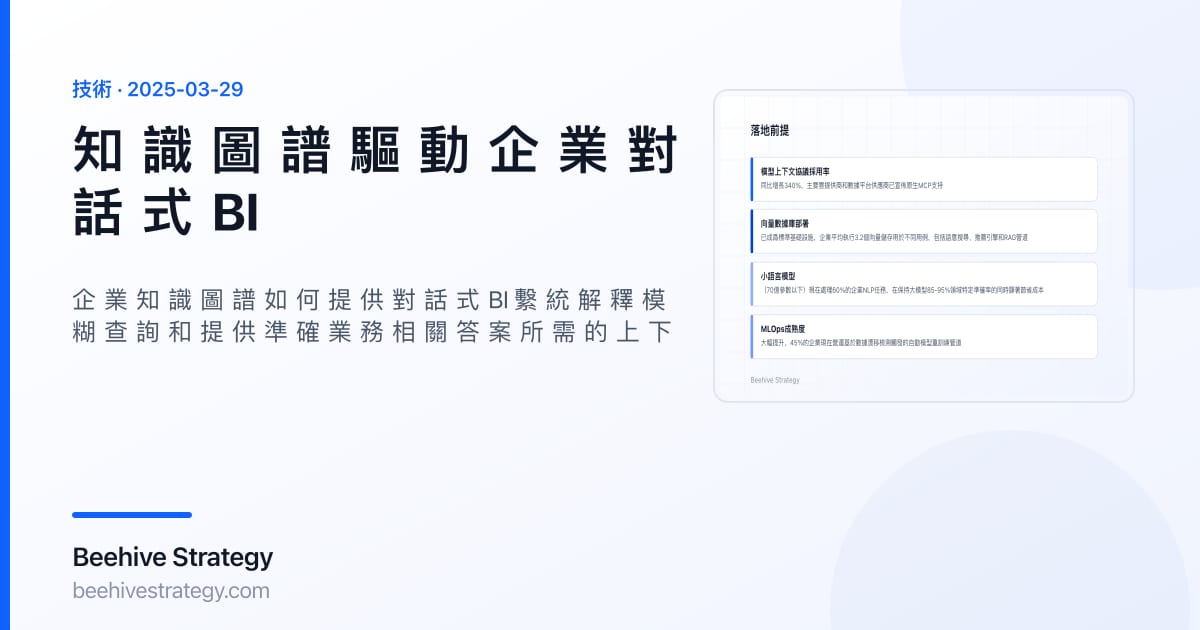 技術 · 2025-03-29
知識圖譜驅動企業對
話式 BI
企業知識圖譜如何提供對話式 BI 繫統解釋模
糊查詢和提供準確業務相關答案所需的上下
落地前提
模型上下文協議採用率
同比增長340%，主要雲提供商和數據平台供應商已宣佈原生MCP支持
向量數據庫部署
已成為標準基礎設施，企業平均執行3.2個向量儲存用於不同用例，包括語意搜尋、推薦引擎和RAG管道
小語言模型
（70億參數以下）現在處理60%的企業NLP任務，在保持大模型85-95%領域特定準確率的同時顯著節省成本
MLOps成熟度
大幅提升，45%的企業現在營運基於數據漂移檢測觸發的自動模型重訓練管道
Beehive Strategy
Beehive Strategy
beehivestrategy.com